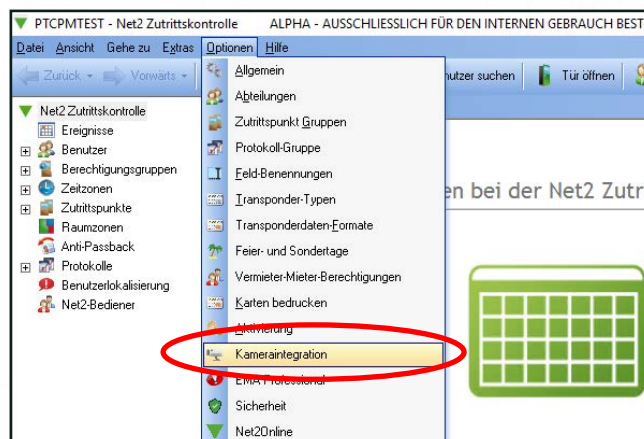 PTCPMTEST - Net2 Zutrittskontrolle ALPHA - AUSSCHLIESSLICH FÜR DEN INTERNEN GEBRAUCH BEST
Datei Ansicht Gehe zu Extras Optionen Hilfe
Zurück Vorwärts nutzer suchen Tür öffnen
Net2 Zutrittskontrolle
Ereignisse
Benutzer
Berechtigungsgruppen
Zeitzonen
Zutrittspunkte
Raumzonen
Anti-Passback
Protokolle
Benutzerlokalisierung
Net2-Bediener
Allgemein
Abteilungen
Zutrittspunkt Gruppen
Protokoll-Gruppe
Feld-Benennungen
Transponder-Typen
Transponderdaten-Formate
Feier- und Sondertage
Vermieter-Mieter-Berechtigungen
Karten bedrucken
Aktivierung
Kameraintegration
EMA Professional
Sicherheit
Net2Online
en bei der Net2 Zutr